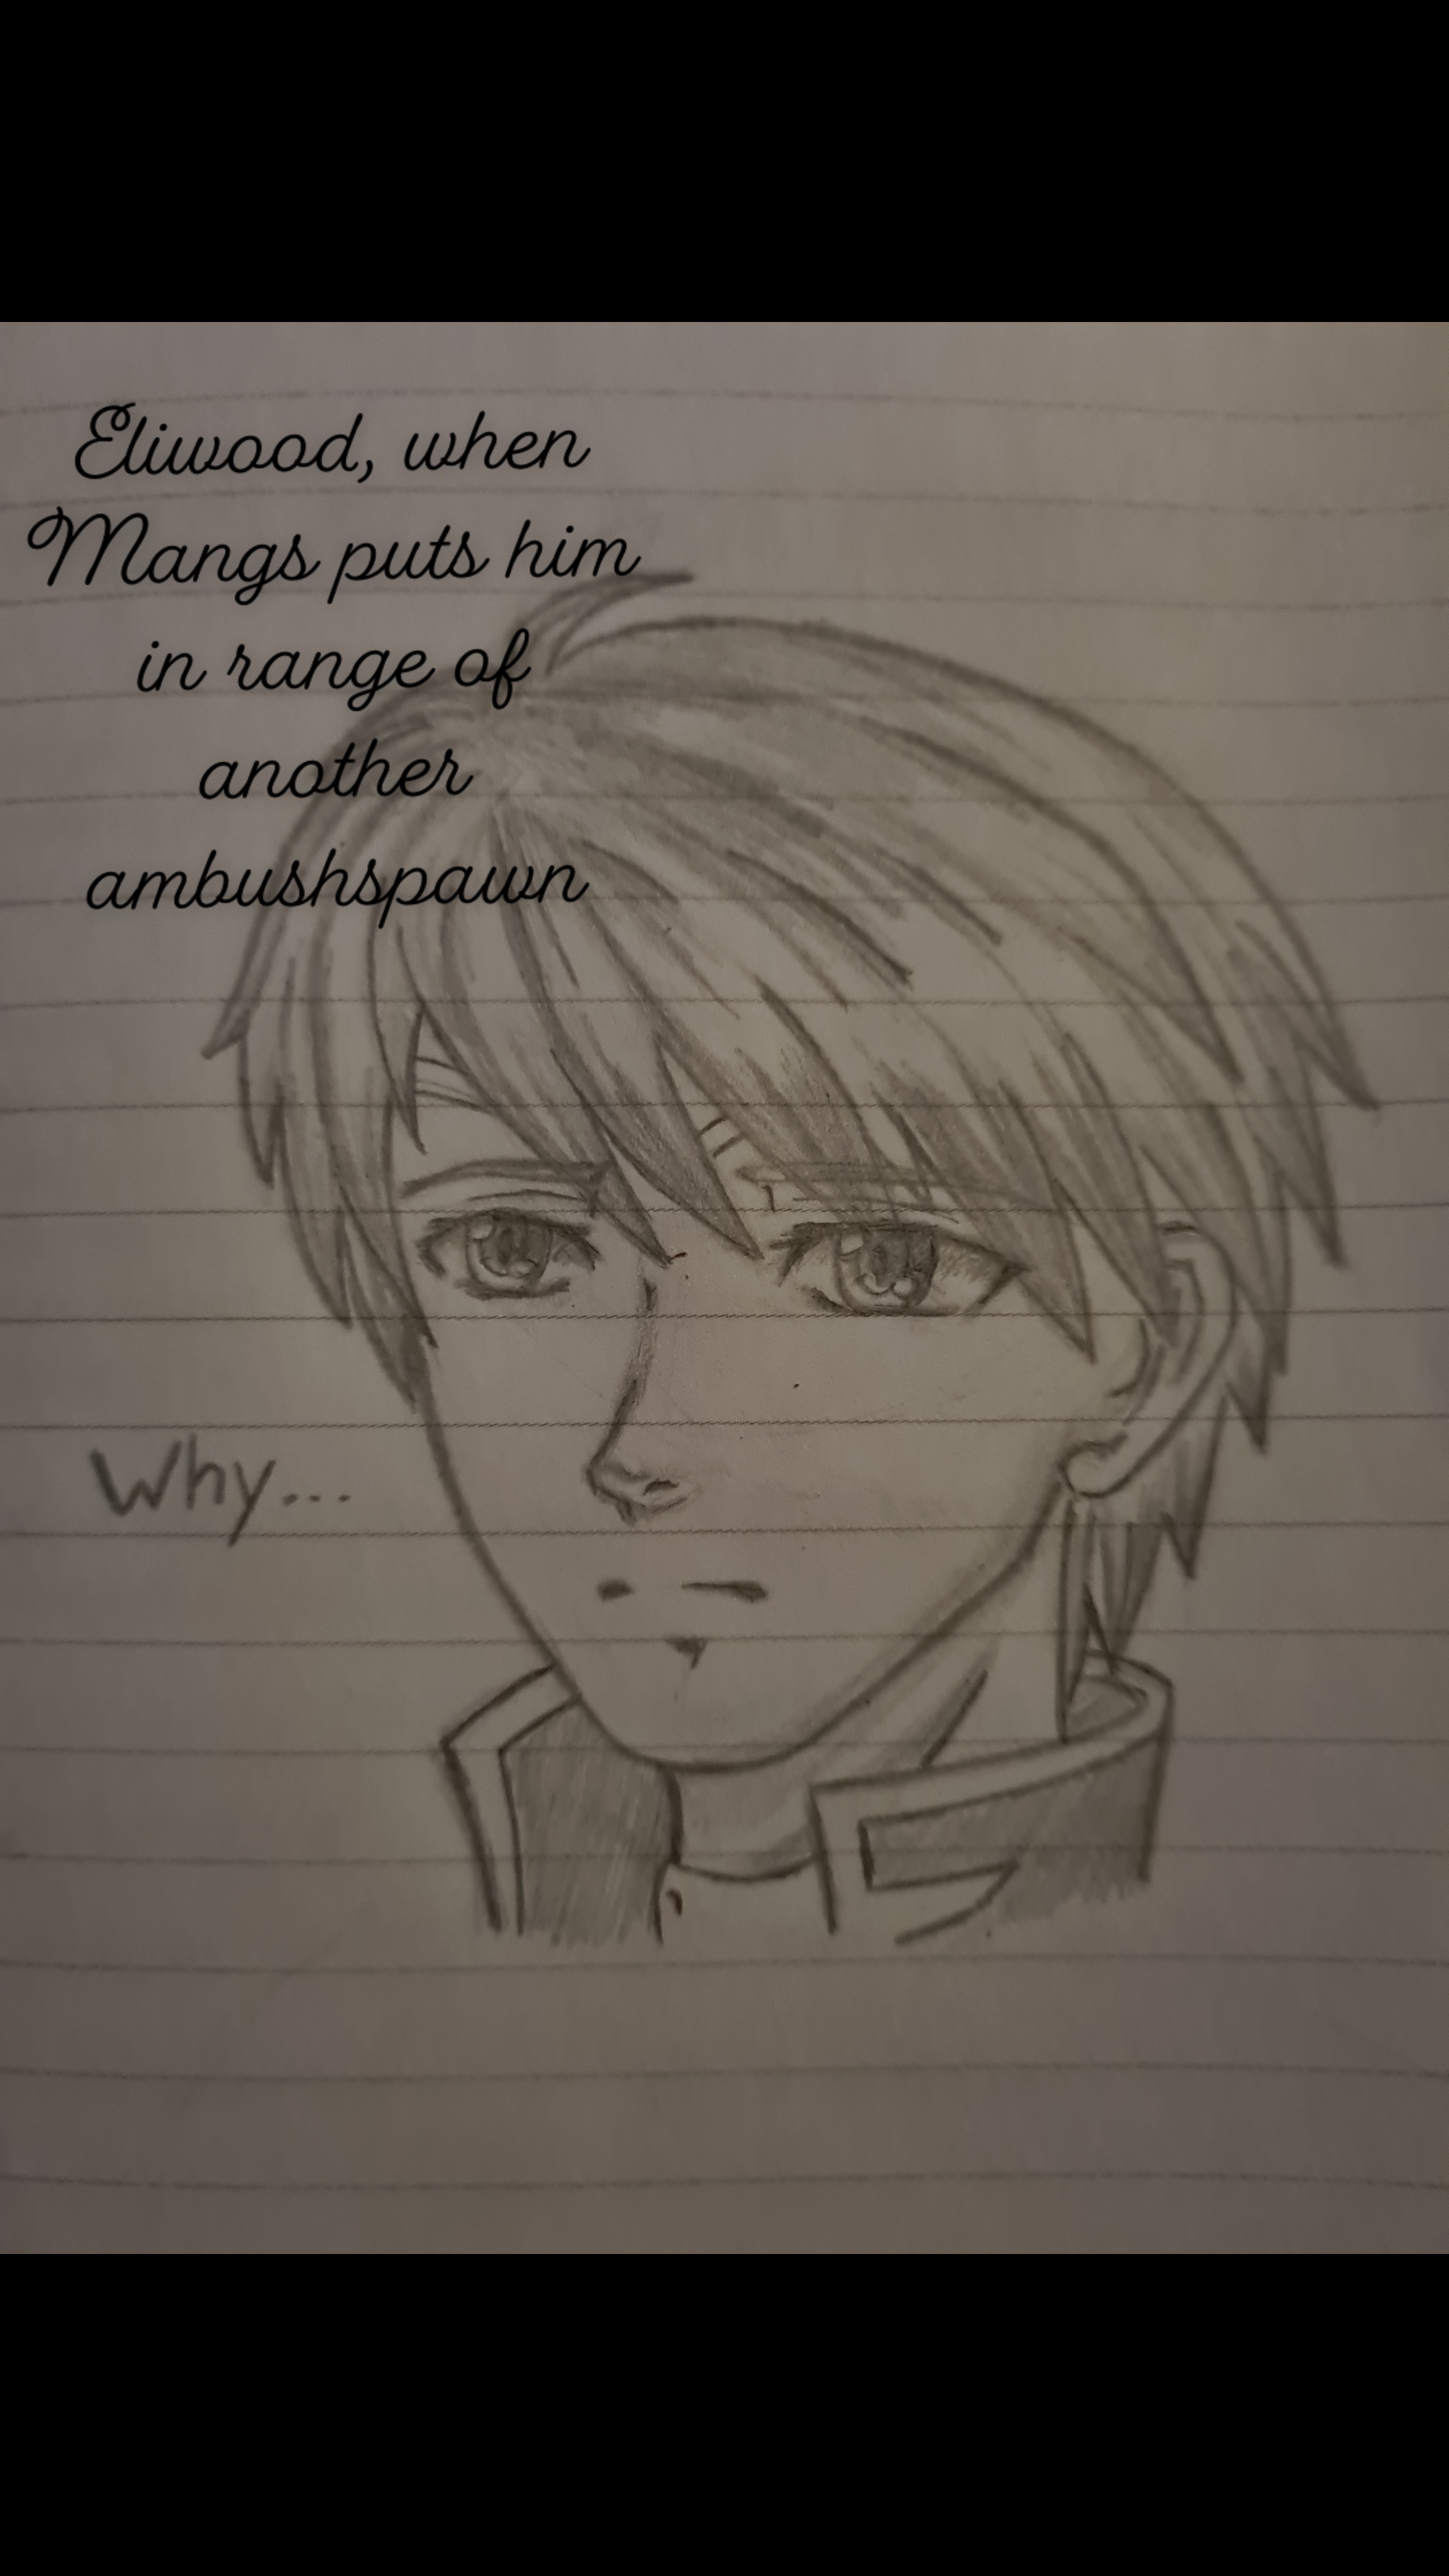 Eliwood, when
Mangs puts him
in range of
another
ambushspawn
Why...